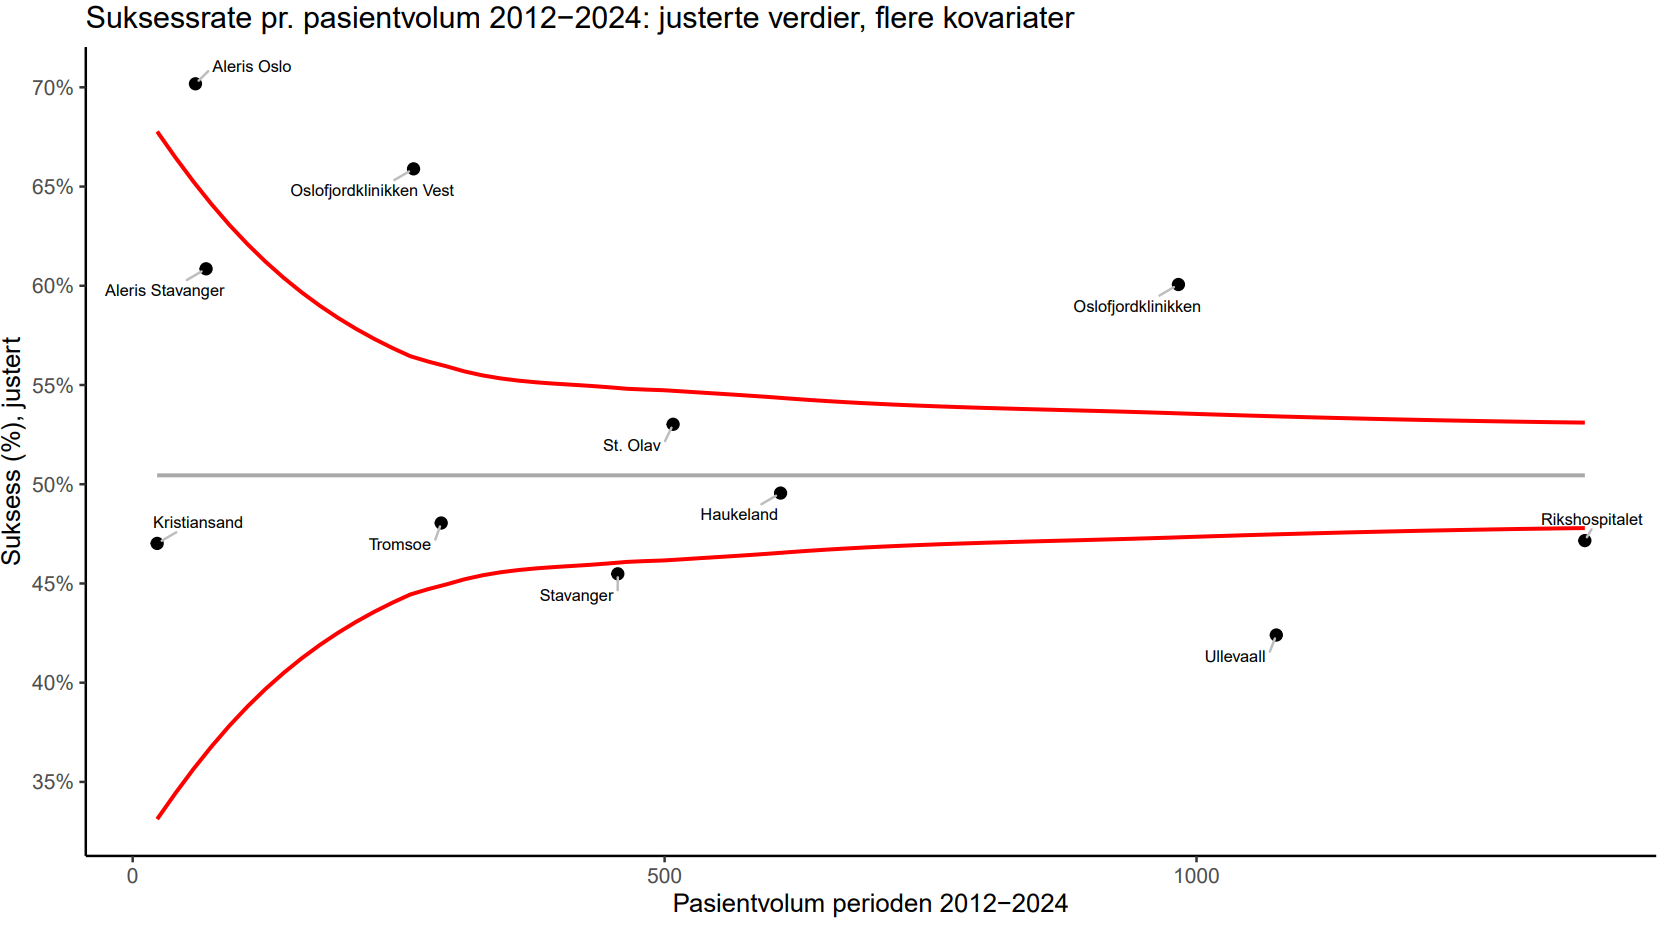 Suksessrate pr. pasientvolum 2012−2024: justerte verdier, flere kovariater
Suksess (%), justert
70%
65%
60%
55%
50%
45%
40%
35%
Aleris Oslo
Oslofjordklinikken Vest
Aleris Stavanger
Oslofjordklinikken
St. Olav
Haukeland
Kristiansand
Tromsoe
Rikshospitalet
Stavanger
Ullevaall
0
500
1000
Pasientvolum perioden 2012−2024